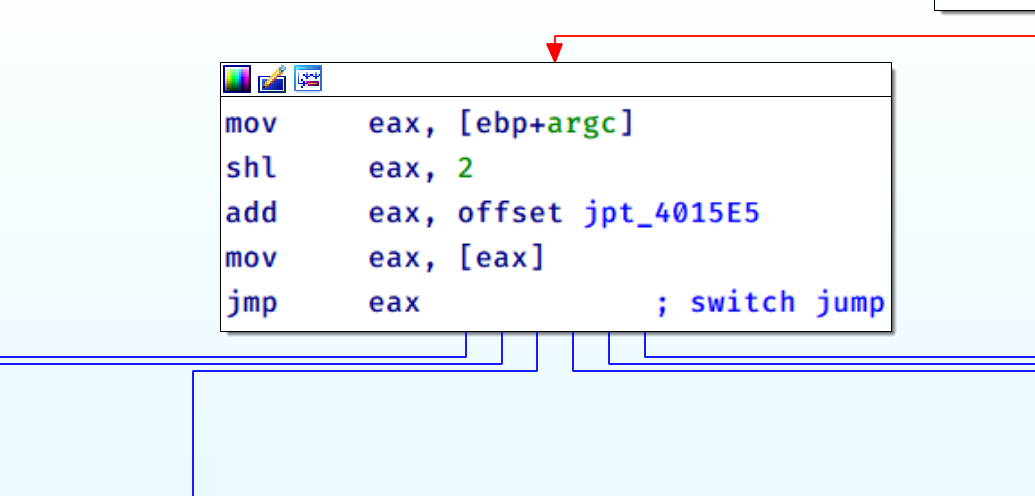 mov eax, [ebp+argc]
shl eax, 2
add eax, offset jpt_4015E5
mov eax, [eax]
jmp eax ; switch jump